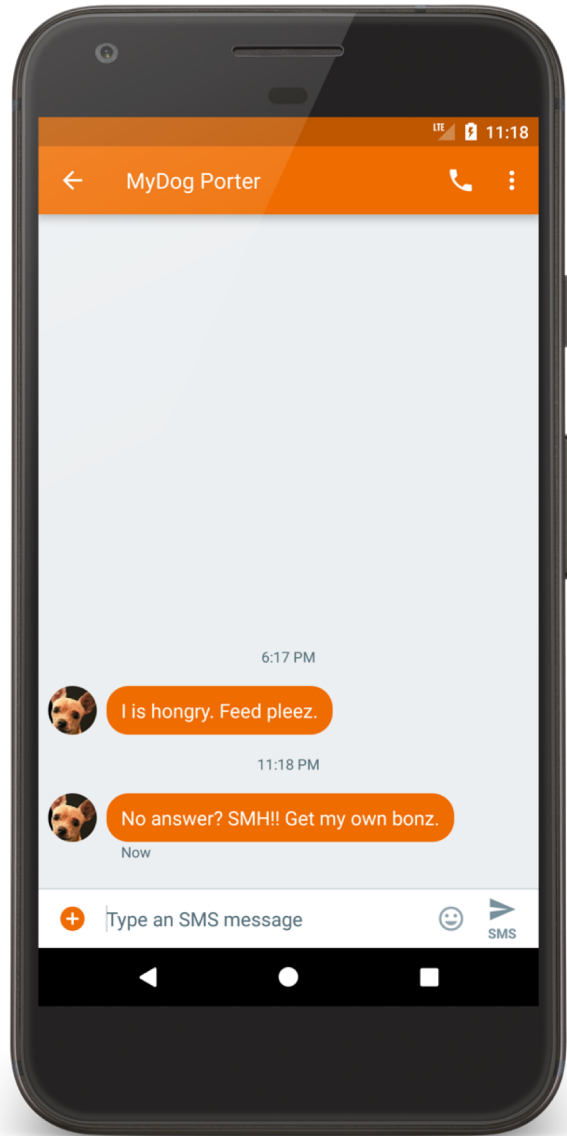 LTE 11:18
MyDog Porter
6:17 PM
I is hongry. Feed pleez.
11:18 PM
No answer? SMH!! Get my own bonz.
Now
Type an SMS message
SMS